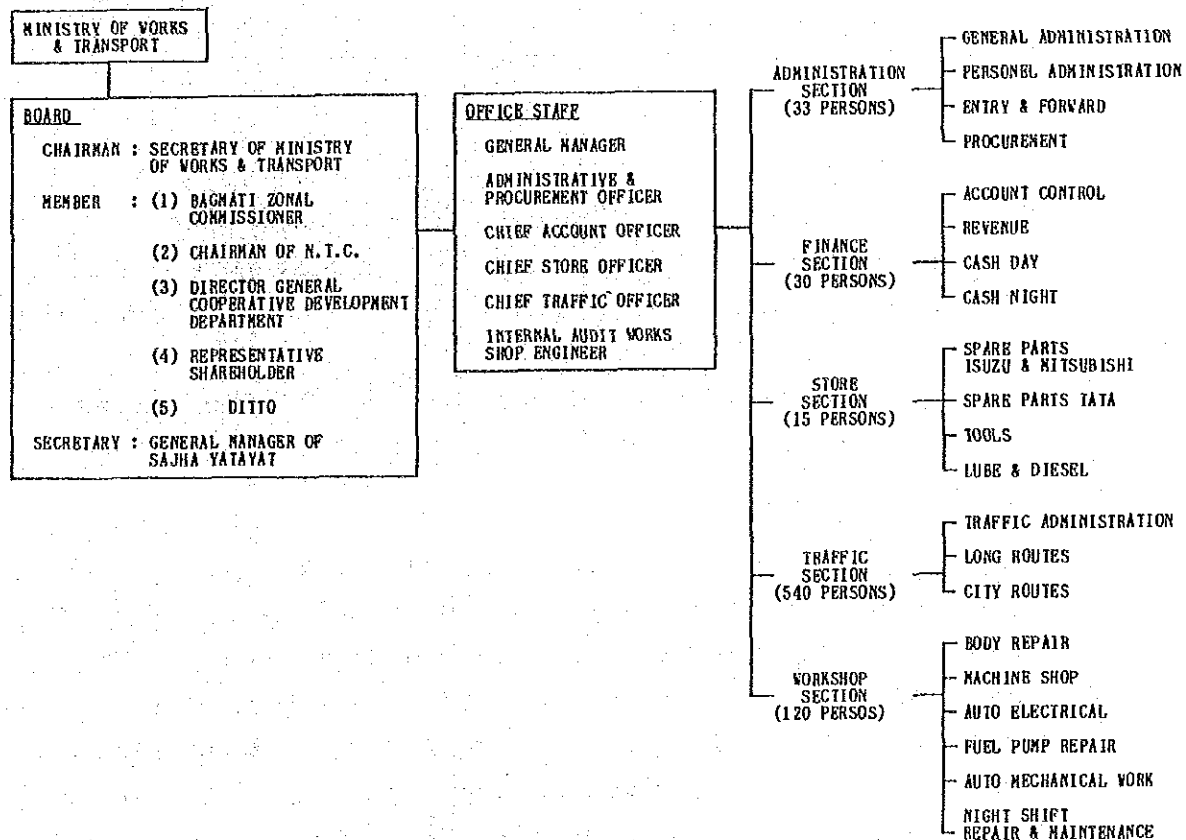 MINISTRY OF WORKS
& TRANSPORT
BOARD
CHAIRMAN : SECRETARY OF MINISTRY
OF WORKS & TRANSPORT
MEMBER : (1) BAGMATI ZONAL
COMMISSIONER
(2) CHAIRMAN OF N.T.C.
(3) DIRECTOR GENERAL
COOPERATIVE DEVELOPMENT
DEPARTMENT
(4) REPRESENTATIVE
SHAREHOLDER
(5) DITTO
SECRETARY : GENERAL MANAGER OF
SAJHA YATAYAT
OFFICE STAFF
GENERAL MANAGER
ADMINISTRATIVE &
PROCUREMENT OFFICER
CHIEF ACCOUNT OFFICER
CHIEF STORE OFFICER
CHIEF TRAFFIC OFFICER
INTERNAL AUDIT WORKS
SHOP ENGINEER
ADMINISTRATION
SECTION
(33 PERSONS)
GENERAL ADMINISTRATION
PERSONEL ADMINISTRATION
ENTRY & FORWARD
PROCUREMENT
FINANCE
SECTION
(30 PERSONS)
ACCOUNT CONTROL
REVENUE
CASH DAY
CASH NIGHT
STORE
SECTION
(15 PERSONS)
SPARE PARTS
ISUZU & MITSUBISHI
SPARE PARTS TATA
TOOLS
LUBE & DIESEL
TRAFFIC
SECTION
(540 PERSONS)
TRAFFIC ADMINISTRATION
LONG ROUTES
CITY ROUTES
WORKSHOP
SECTION
(120 PERSOS)
BODY REPAIR
MACHINE SHOP
AUTO ELECTRICAL
FUEL PUMP REPAIR
AUTO MECHANICAL WORK
NIGHT SHIFT
REPAIR & MAINTENANCE